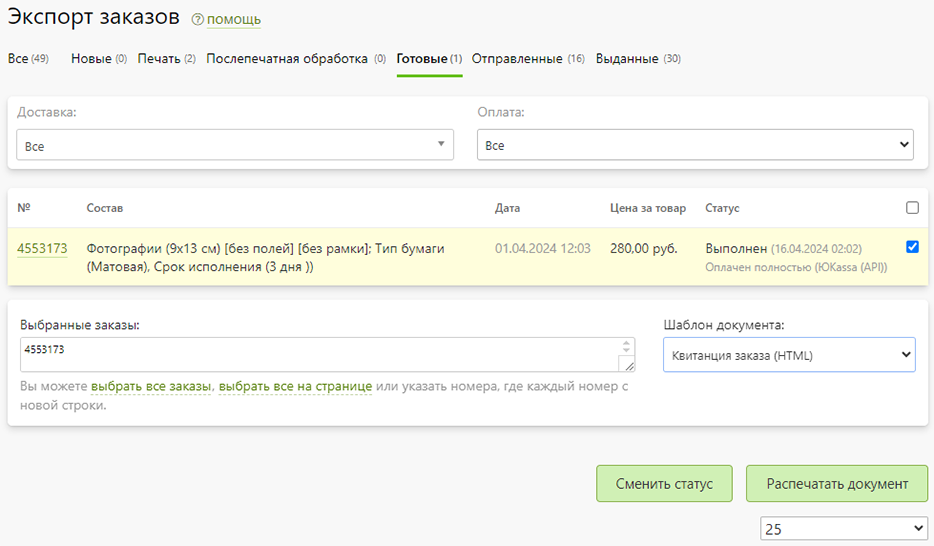 Экспорт заказов ? помощь
Все (49) Новые (0) Печать (2) Послепечатная обработка (0) Готовые (1) Отправленные (16) Выданные (30)
Доставка: Оплата:
Все Все
№ Состав Дата Цена за товар Статус
4553173 Фотографии (9x13 см) [без полей] [без рамки]; Тип бумаги 01.04.2024 12:03 280,00 руб. Выполнен (16.04.2024 02:02)
(Матовая), Срок исполнения (3 дня )) Оплачен полностью (ЮKassa (API))
Выбранные заказы: Шаблон документа:
4553173 Квитанция заказа (HTML)
Вы можете выбрать все заказы, выбрать все на странице или указать номера, где каждый номер с
новой строки.
Сменить статус Распечатать документ
25